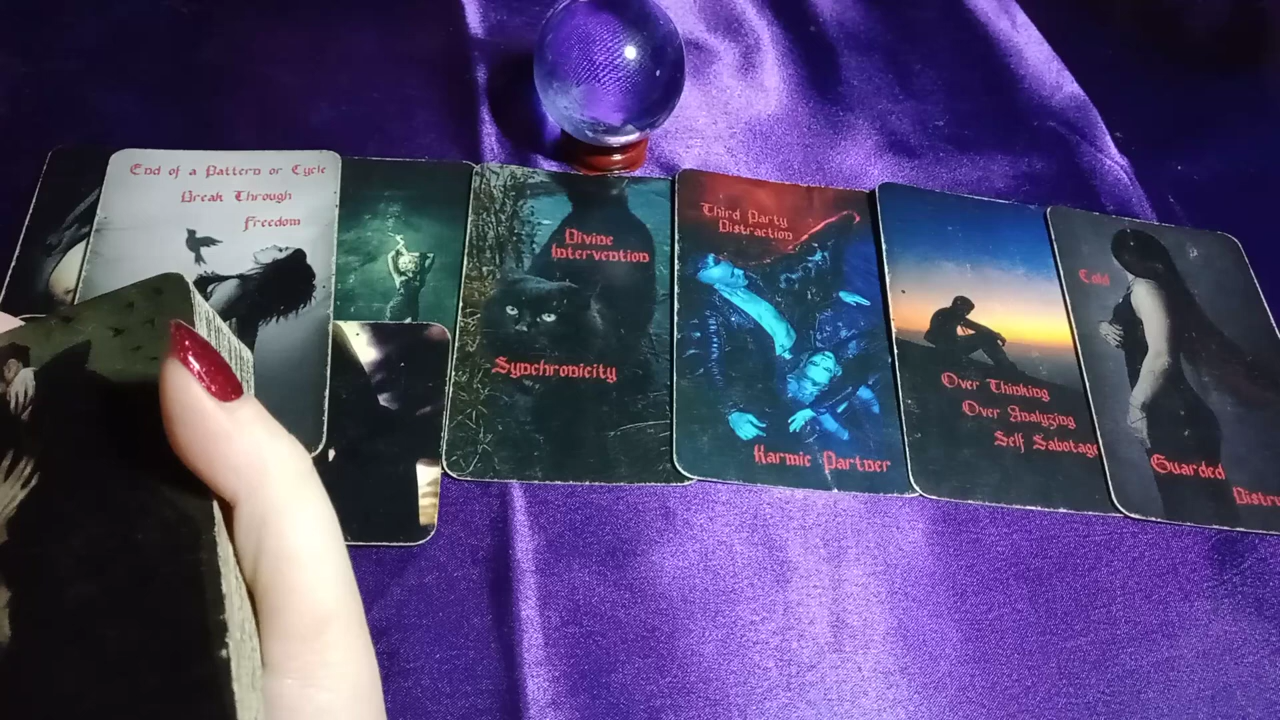 End of a Pattern or Cycle
Break Through
Freedom
Divine
Intervention
Synchronicity
Third Party
Distraction
Karmic Partner
Over Thinking
Over Analyzing
Self Sabotage
Cold
Guarded
Distru